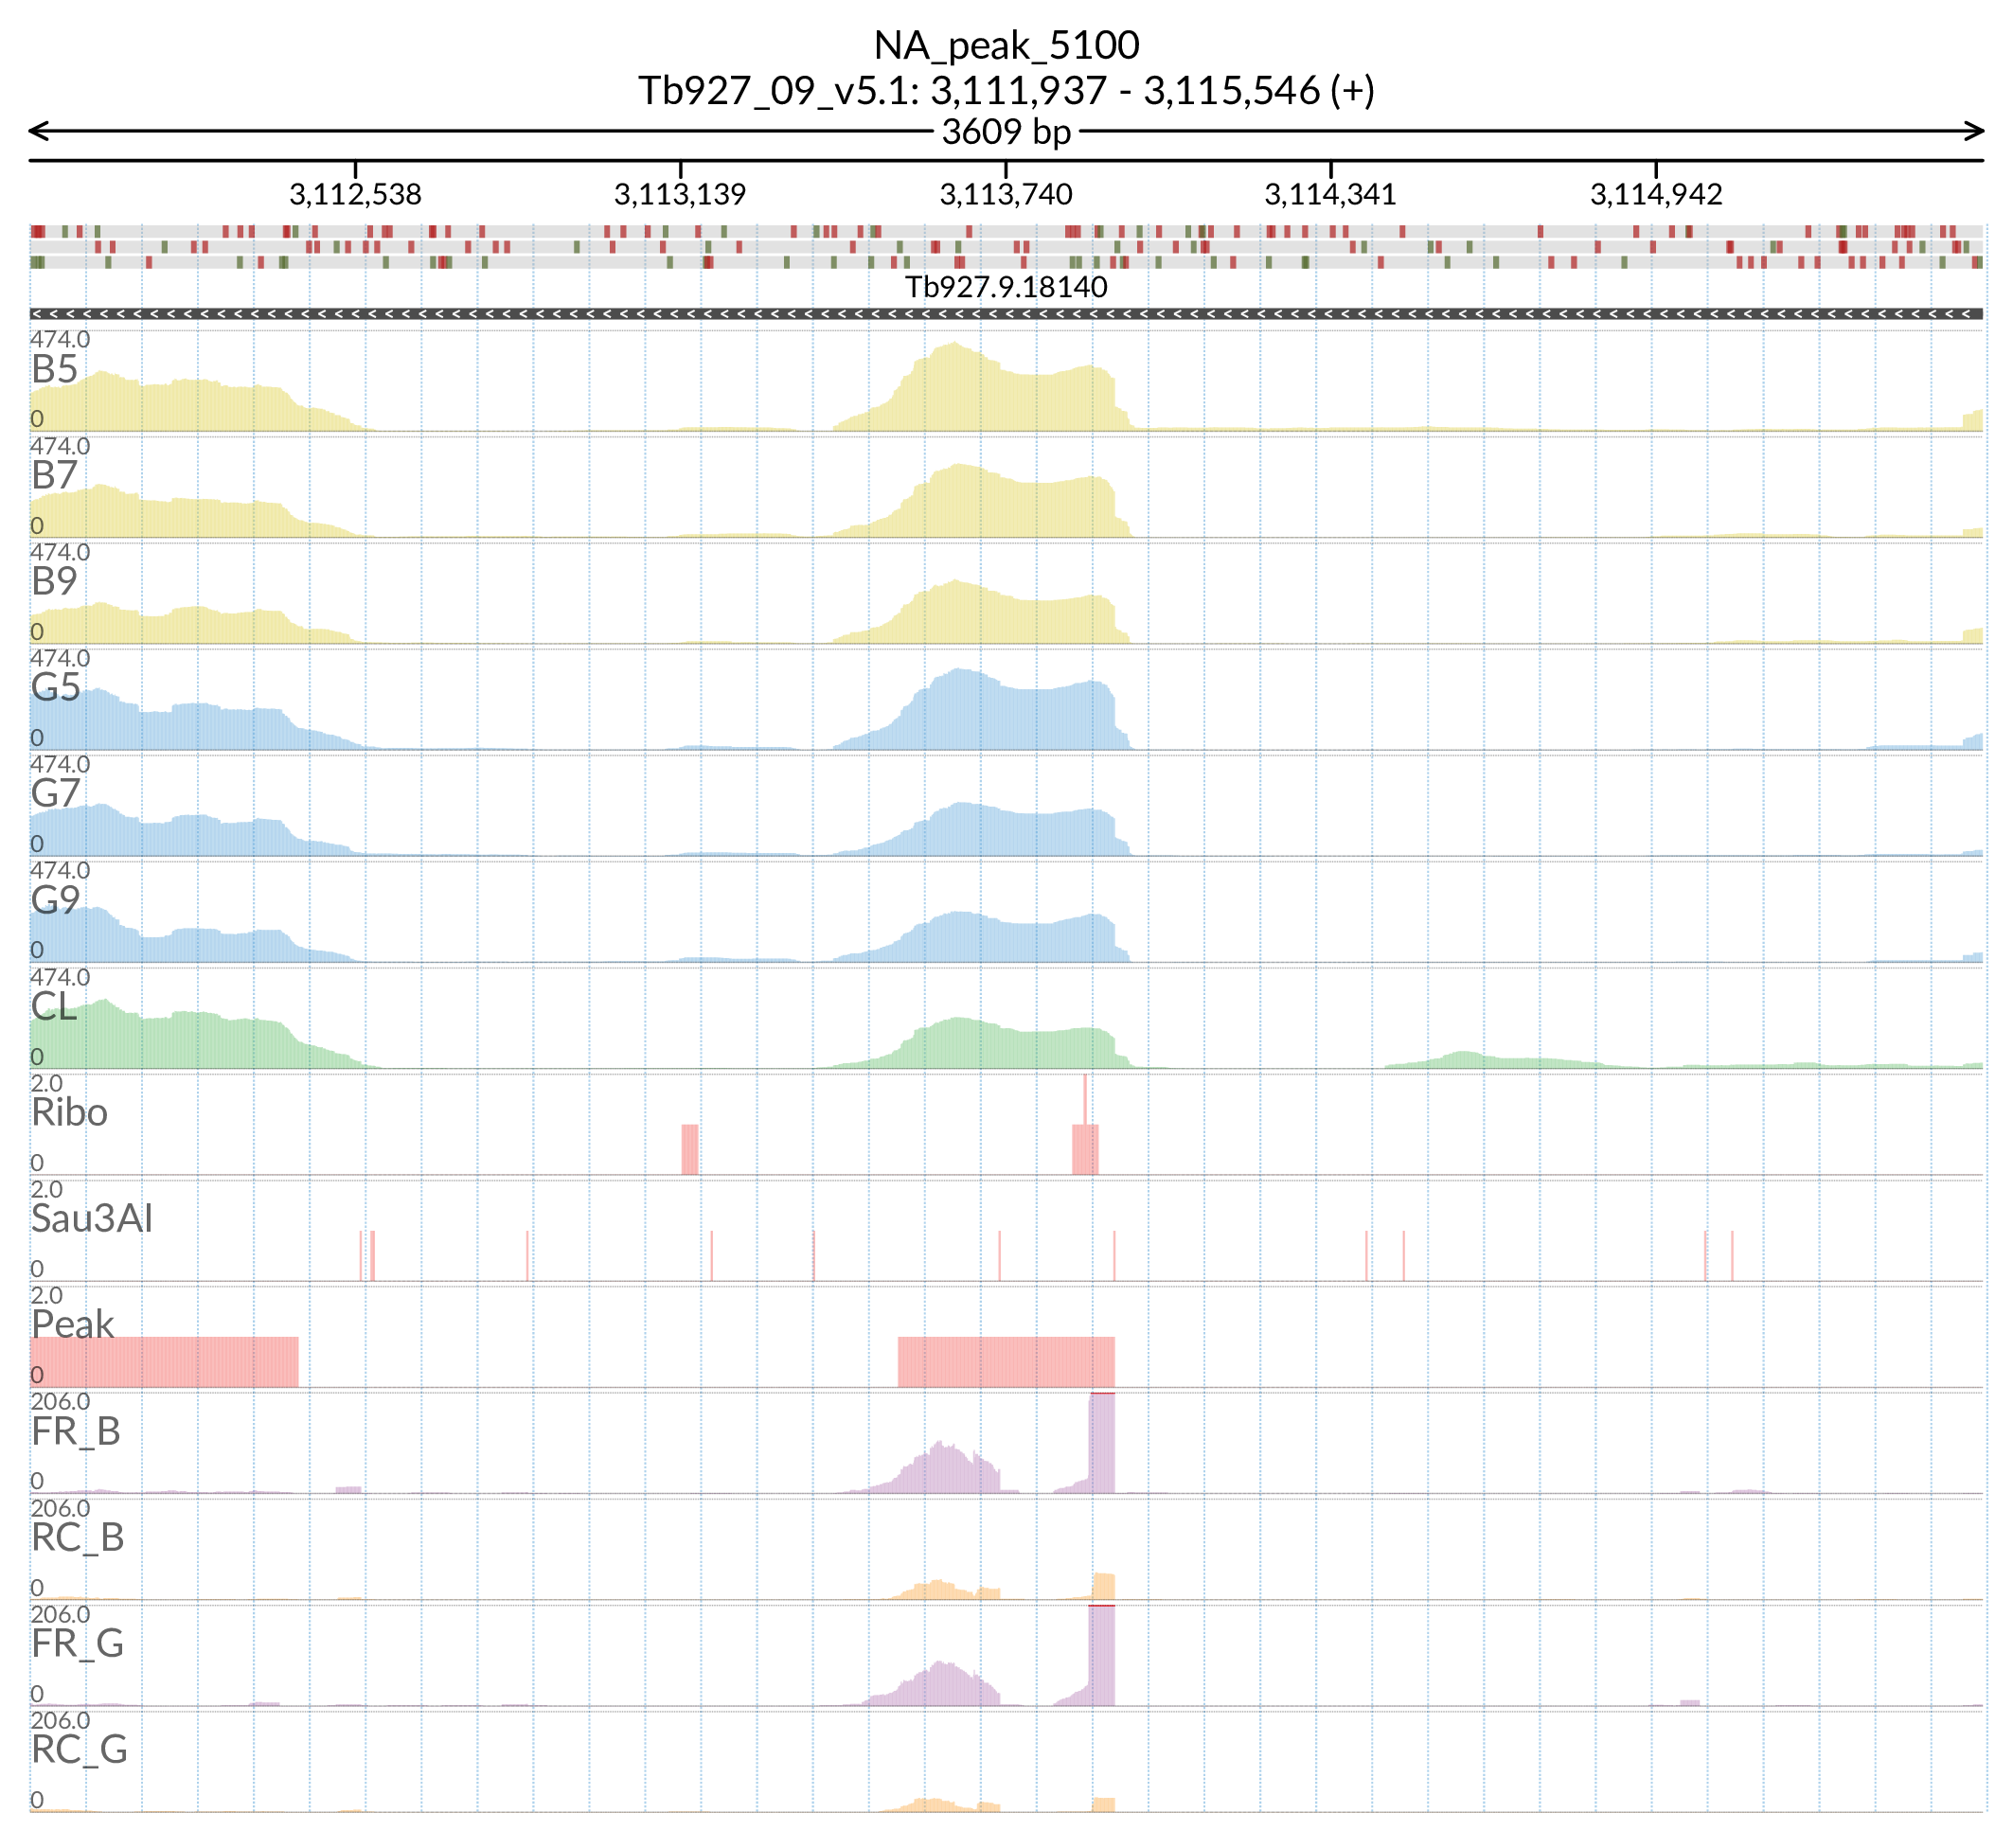 NA_peak_5100
Tb927_09_v5.1: 3,111,937 - 3,115,546 (+)
3609 bp
3,112,538 3,113,139 3,113,740 3,114,341 3,114,942
Tb927.9.18140
474.0
B5
0
474.0
B7
0
474.0
B9
0
474.0
G5
0
474.0
G7
0
474.0
G9
0
474.0
CL
0
2.0
Ribo
0
2.0
Sau3AI
0
2.0
Peak
0
206.0
FR_B
0
206.0
RC_B
0
206.0
FR_G
0
206.0
RC_G
0